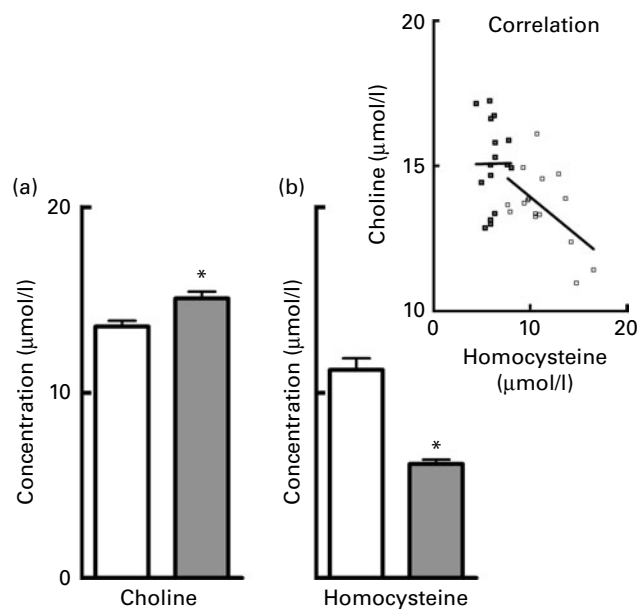 20
Correlation
Choline (μmol/l)
15
10
0
10
20
Homocysteine
(μmol/l)
(a)
20
Concentration (μmol/l)
10
0
*
Choline
(b)
Concentration (μmol/l)
*
Homocysteine